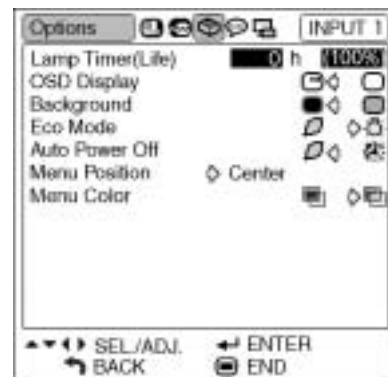 Options INPUT 1
Lamp Timer(Life) 0 h (100%)
OSD Display
Background
Eco Mode
Auto Power Off
Menu Position Center
Menu Color
SEL./ADJ. ENTER
BACK END